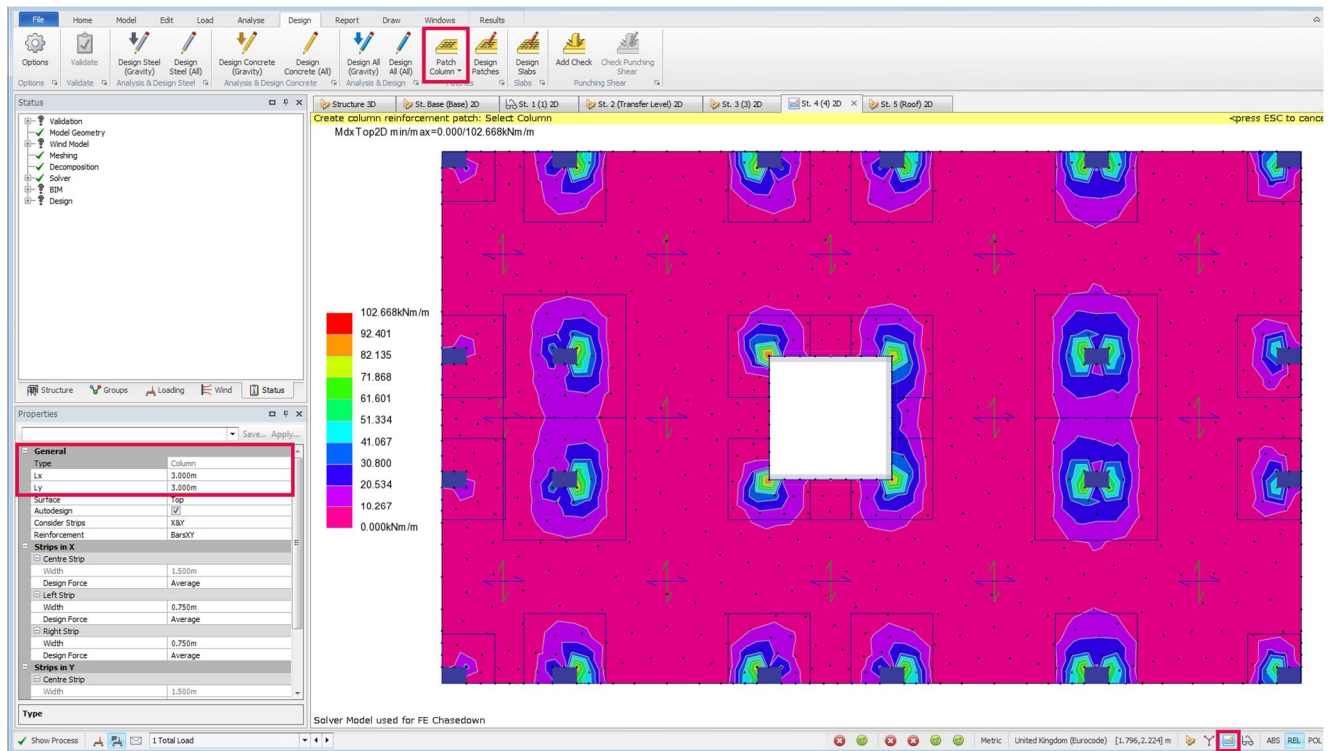 File Home Model Edit Load Analyse Design Report Draw Windows Results
Options Validate Design Steel (Gravity) Design Steel (All) Design Concrete (Gravity) Design Concrete (All) Design All (Gravity) Design All (All) Patch Column Design Patches Design Slabs Add Check Check Punching Shear
Options Validate Analysis & Design Steel Analysis & Design Concrete Analysis & Design Patches Slabs Punching Shear
Status
Structure 3D St. Base (Base) 2D St. 1 (1) 2D St. 2 (Transfer Level) 2D St. 3 (3) 2D St. 4 (4) 2D × St. 5 (Roof) 2D
Create column reinforcement patch: Select Column <press ESC to cance
MdxTop2D min/max=0.000/102.668kNm/m
Validation
Model Geometry
Wind Model
Meshing
Decomposition
Solver
BIM
Design
102.668kNm/m
92.401
82.135
71.868
61.601
51.334
41.067
30.800
20.534
10.267
0.000kNm/m
Structure Groups Loading Wind Status
Properties
Save... Apply...
General
Type Column
Lx 3.000m
Ly 3.000m
Surface Top
Autodesign
Consider Strips X&Y
Reinforcement BarsXY
Strips in X
Centre Strip
Width 1.500m
Design Force Average
Left Strip
Width 0.750m
Design Force Average
Right Strip
Width 0.750m
Design Force Average
Strips in Y
Centre Strip
Width 1.500m
Type
Solver Model used for FE Chasedown
Show Process 1 Total Load Metric United Kingdom (Eurocode) [1.796,2.224] m ABS REL POL